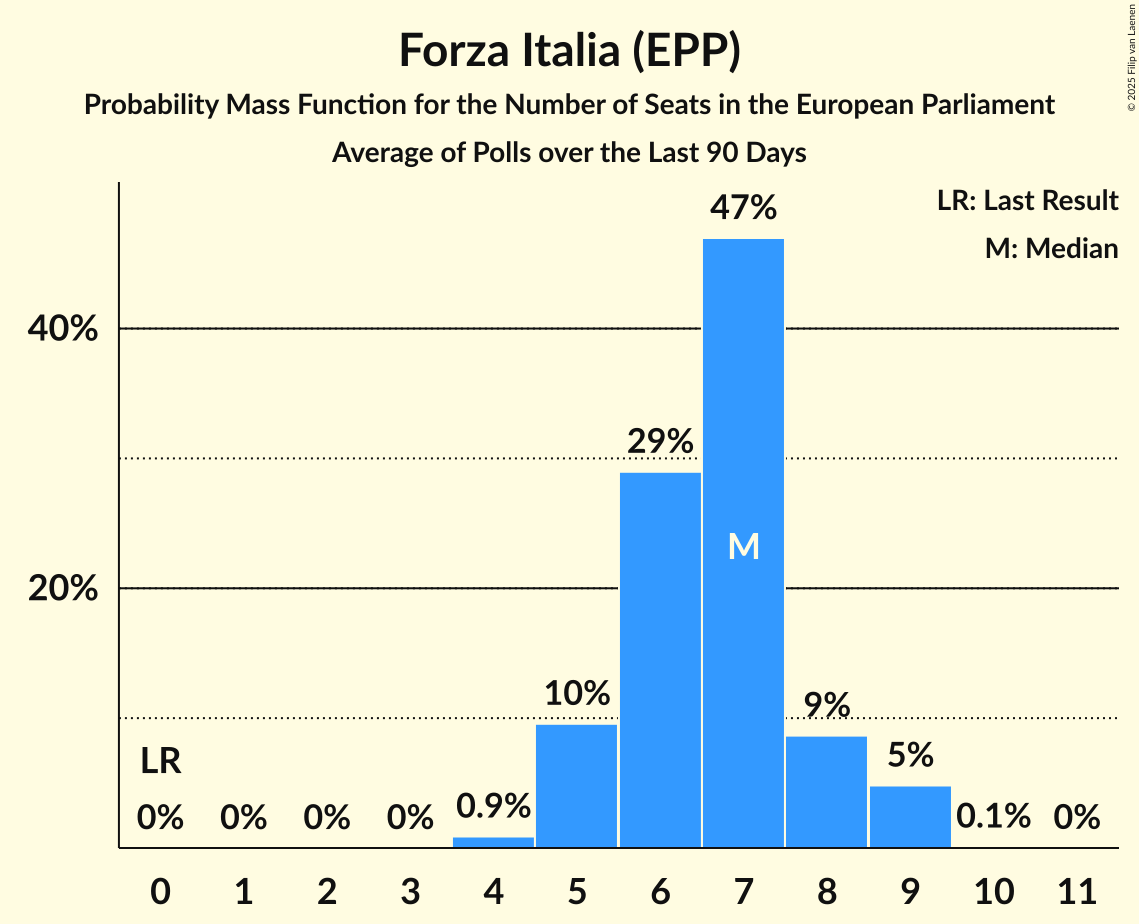 Forza Italia (EPP)
Probability Mass Function for the Number of Seats in the European Parliament
Average of Polls over the Last 90 Days
© 2025 Filip van Laenen
LR: Last Result
M: Median
47%
40%
29%
M
20%
10%
9%
LR
5%
0% 0% 0% 0% 0.9% 0.1% 0%
0 1 2 3 4 5 6 7 8 9 10 11